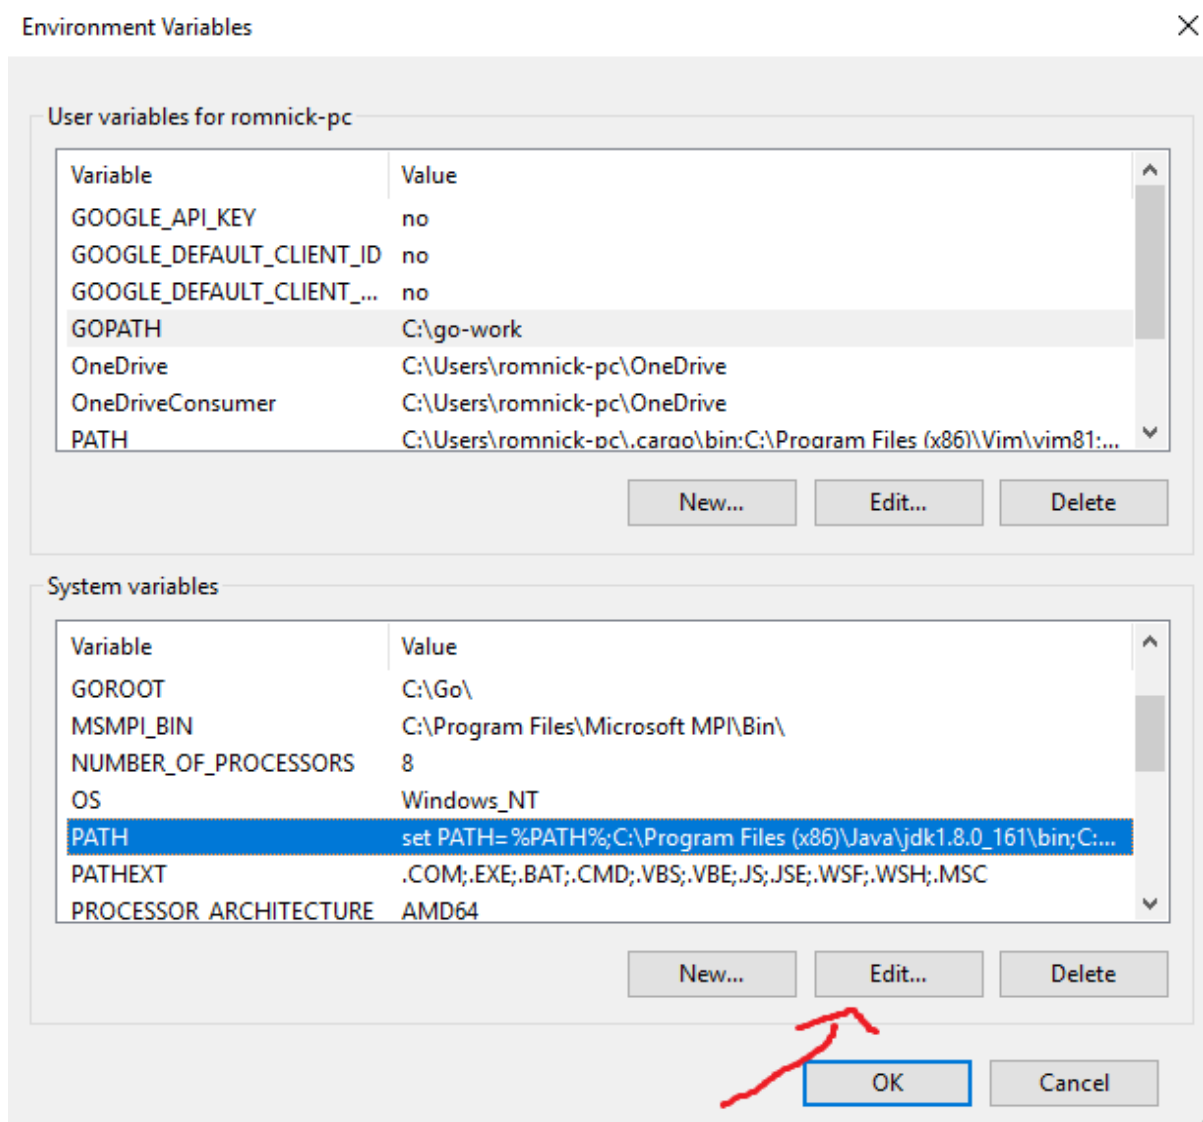 Environment Variables
User variables for romnick-pc
Variable Value
GOOGLE_API_KEY no
GOOGLE_DEFAULT_CLIENT_ID no
GOOGLE_DEFAULT_CLIENT_... no
GOPATH C:\go-work
OneDrive C:\Users\romnick-pc\OneDrive
OneDriveConsumer C:\Users\romnick-pc\OneDrive
PATH C:\Users\romnick-pc\.cargo\bin;C:\Program Files (x86)\Vim\vim81;...
New... Edit... Delete
System variables
Variable Value
GOROOT C:\Go\
MSMPI_BIN C:\Program Files\Microsoft MPI\Bin\
NUMBER_OF_PROCESSORS 8
OS Windows_NT
PATH set PATH=%PATH%;C:\Program Files (x86)\Java\jdk1.8.0_161\bin;C:...
PATHEXT .COM;.EXE;.BAT;.CMD;.VBS;.VBE;.JS;.JSE;.WSF;.WSH;.MSC
PROCESSOR_ARCHITECTURE AMD64
New... Edit... Delete
OK Cancel